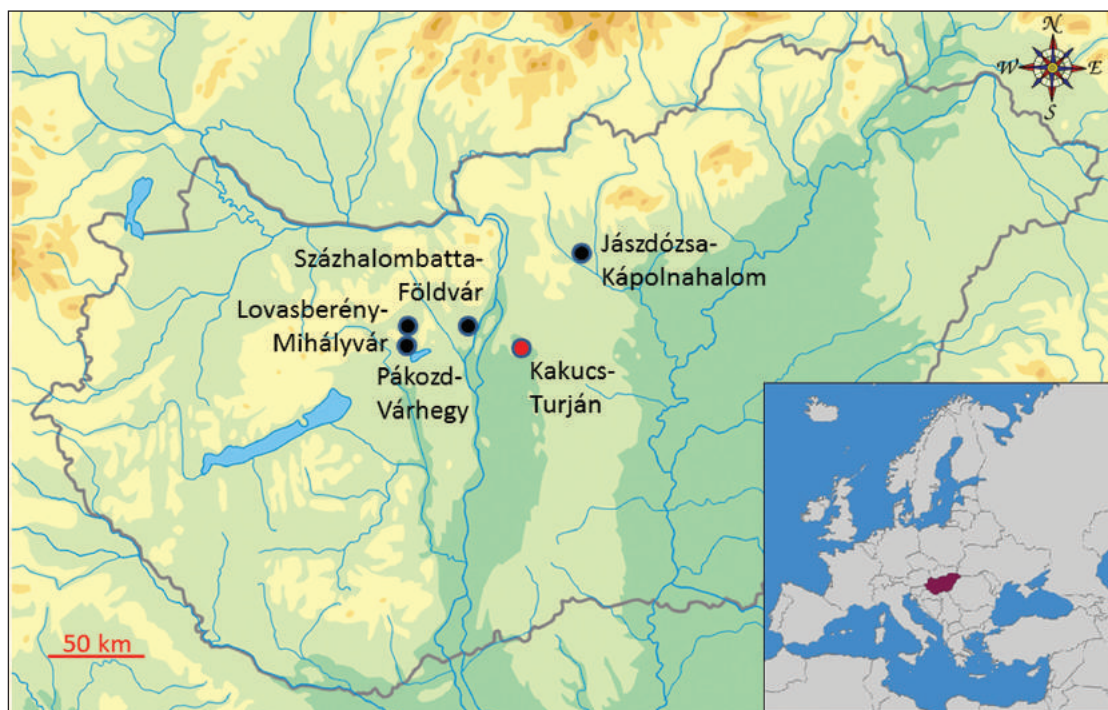 N
W
E
S
Jászdózsa-
Kápolnahalom
Százhalombatta-
Földvár
Lovasberény-
Mihályvár
Pákozd-
Várhegy
Kakucs-
Turján
50 km